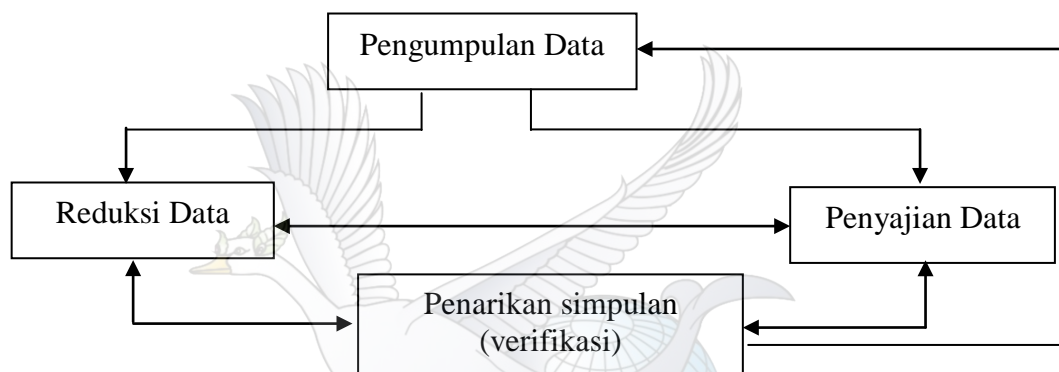 Pengumpulan Data
Reduksi Data
Penyajian Data
Penarikan simpulan
(verifikasi)